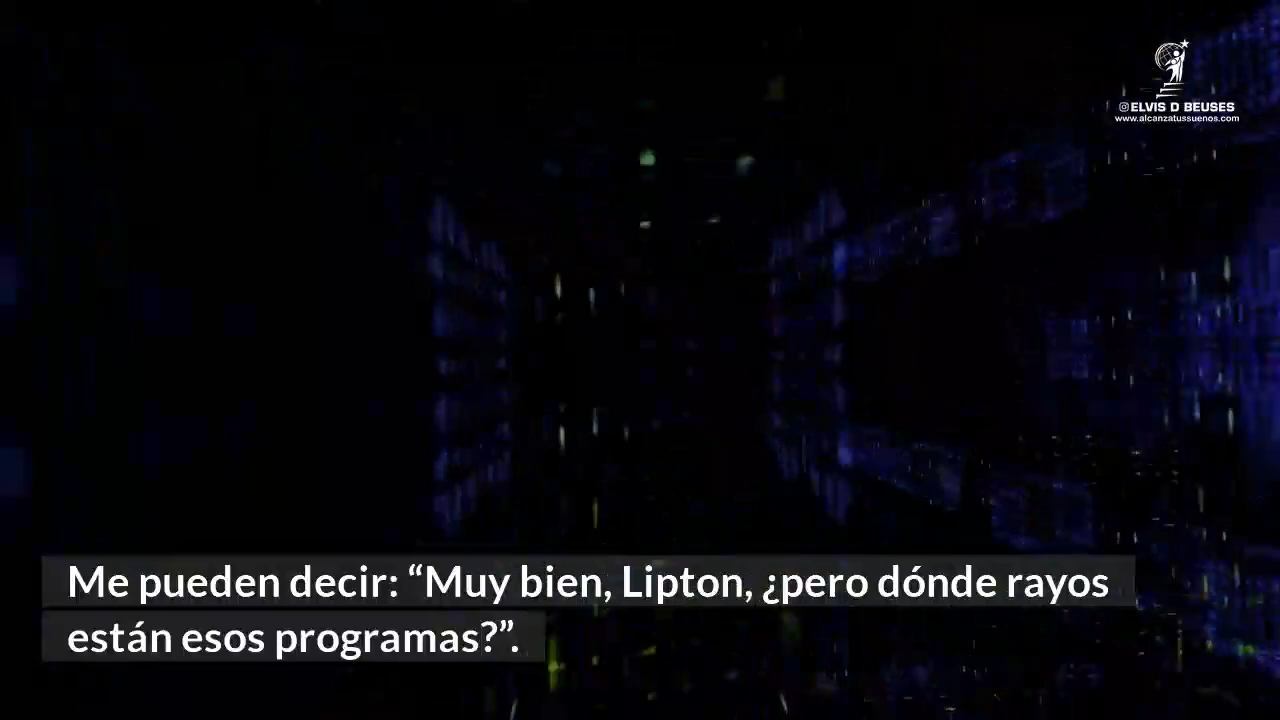 @ELVIS D BEUSES
www.alcanzatussuenos.com
Me pueden decir: “Muy bien, Lipton, ¿pero dónde rayos
están esos programas?”.